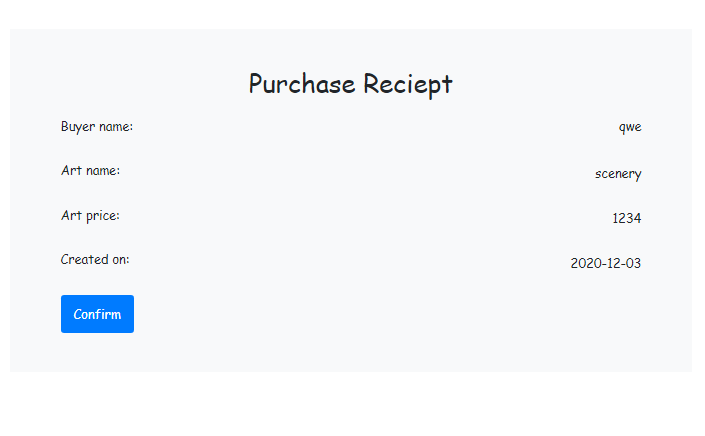 Purchase Reciept
Buyer name: qwe
Art name: scenery
Art price: 1234
Created on: 2020-12-03
Confirm